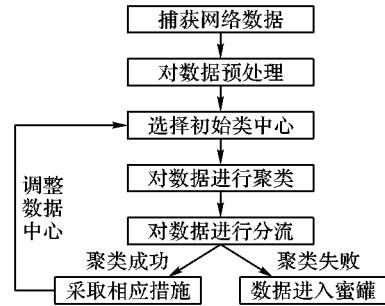 捕获网络数据
对数据预处理
选择初始类中心
对数据进行聚类
调整
数据
中心
对数据进行分流
聚类成功
聚类失败
采取相应措施
数据进入蜜罐